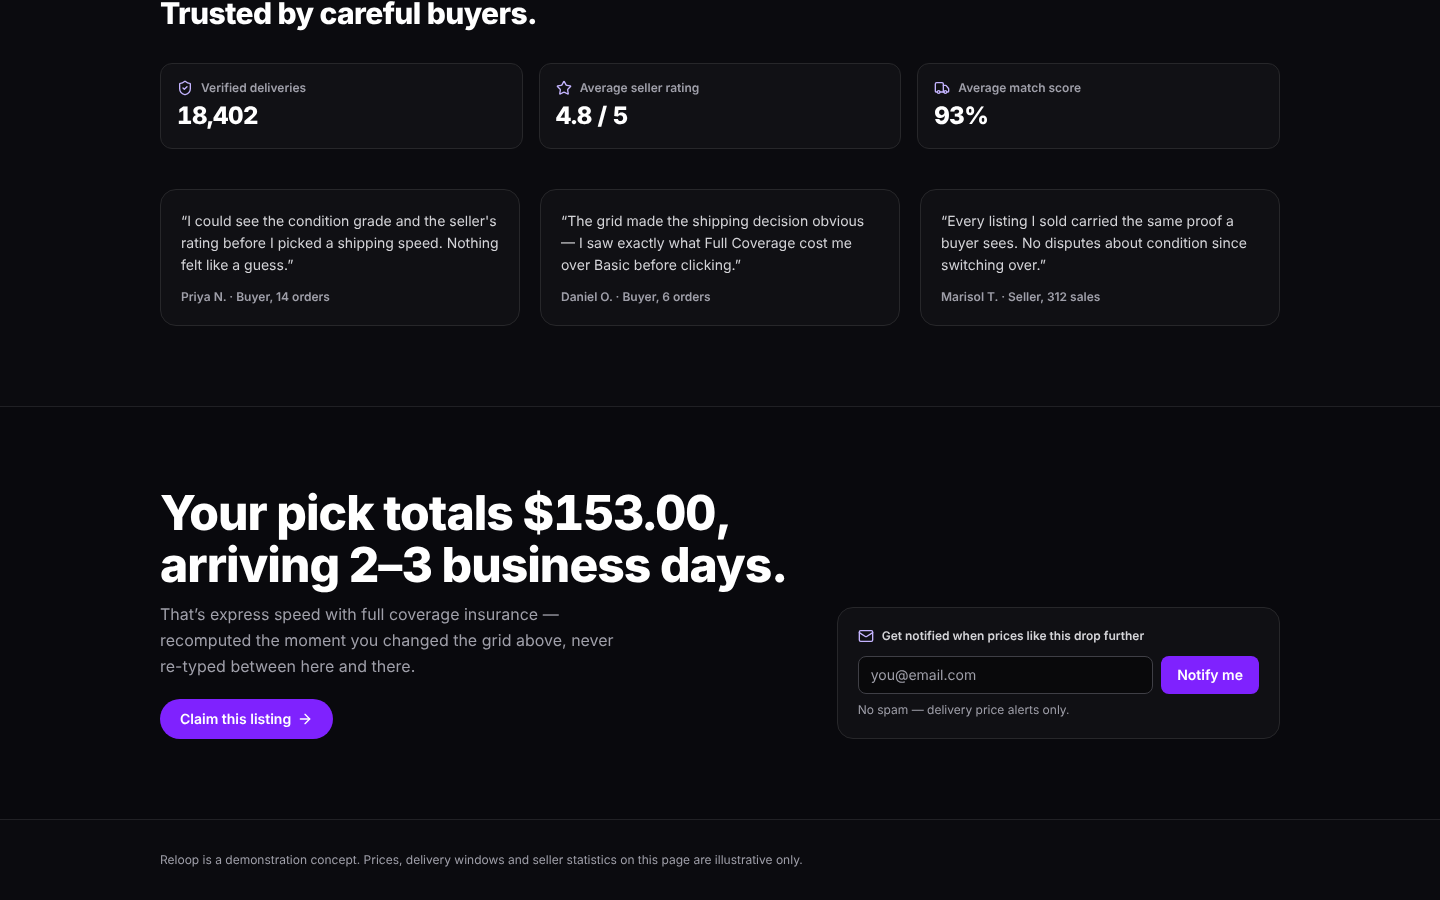 Trusted by careful buyers.
Verified deliveries
18,402
Average seller rating
4.8 / 5
Average match score
93%
“I could see the condition grade and the seller's
rating before I picked a shipping speed. Nothing
felt like a guess.”
Priya N. · Buyer, 14 orders
“The grid made the shipping decision obvious
— I saw exactly what Full Coverage cost me
over Basic before clicking.”
Daniel O. · Buyer, 6 orders
“Every listing I sold carried the same proof a
buyer sees. No disputes about condition since
switching over.”
Marisol T. · Seller, 312 sales
Your pick totals $153.00,
arriving 2–3 business days.
That’s express speed with full coverage insurance —
recomputed the moment you changed the grid above, never
re-typed between here and there.
Claim this listing →
Get notified when prices like this drop further
you@email.com
Notify me
No spam — delivery price alerts only.
Reloop is a demonstration concept. Prices, delivery windows and seller statistics on this page are illustrative only.